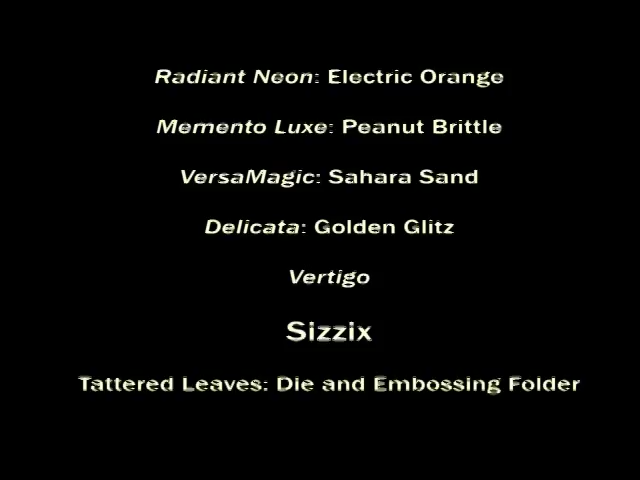 Radiant Neon: Electric Orange
Memento Luxe: Peanut Brittle
VersaMagic: Sahara Sand
Delicata: Golden Glitz
Vertigo
Sizzix
Tattered Leaves: Die and Embossing Folder